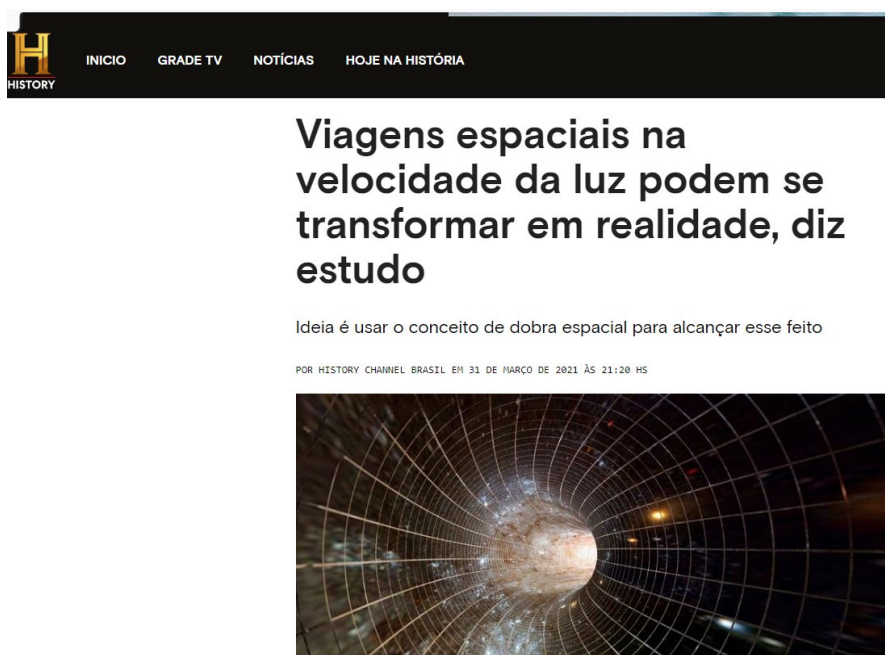 HISTORY
INICIO GRADE TV NOTÍCIAS HOJE NA HISTÓRIA
Viagens espaciais na
velocidade da luz podem se
transformar em realidade, diz
estudo
Ideia é usar o conceito de dobra espacial para alcançar esse feito
POR HISTORY CHANNEL BRASIL EM 31 DE MARÇO DE 2021 ÀS 21:20 HS